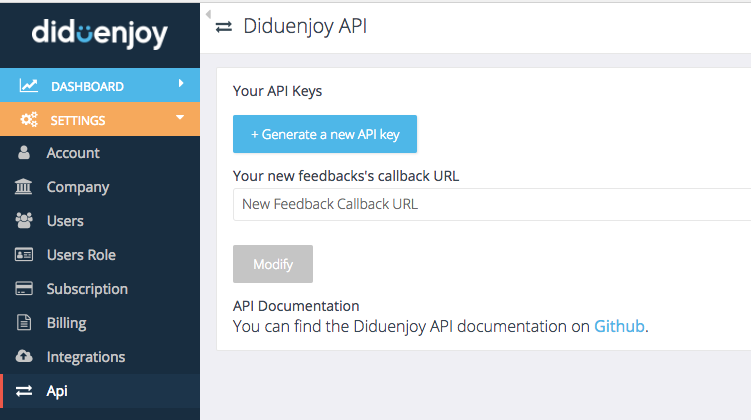 diduenjoy
DASHBOARD
SETTINGS
Account
Company
Users
Users Role
Subscription
Billing
Integrations
Api
Diduenjoy API
Your API Keys
+ Generate a new API key
Your new feedbacks's callback URL
New Feedback Callback URL
Modify
API Documentation
You can find the Diduenjoy API documentation on Github.